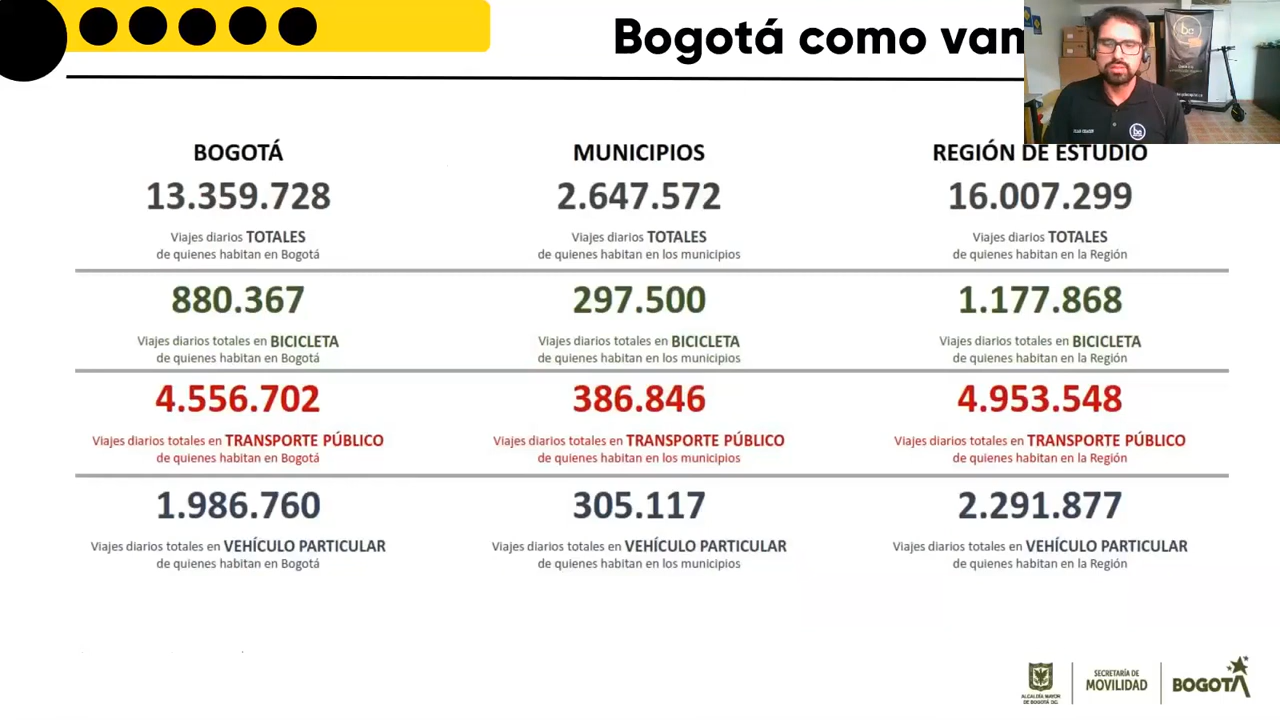 Bogotá como vam
BOGOTÁ
13.359.728
Viajes diarios TOTALES
de quienes habitan en Bogotá
MUNICIPIOS
2.647.572
Viajes diarios TOTALES
de quienes habitan en los municipios
REGIÓN DE ESTUDIO
16.007.299
Viajes diarios TOTALES
de quienes habitan en la Región
880.367
Viajes diarios totales en BICICLETA
de quienes habitan en Bogotá
297.500
Viajes diarios totales en BICICLETA
de quienes habitan en los municipios
1.177.868
Viajes diarios totales en BICICLETA
de quienes habitan en la Región
4.556.702
Viajes diarios totales en TRANSPORTE PÚBLICO
de quienes habitan en Bogotá
386.846
Viajes diarios totales en TRANSPORTE PÚBLICO
de quienes habitan en los municipios
4.953.548
Viajes diarios totales en TRANSPORTE PÚBLICO
de quienes habitan en la Región
1.986.760
Viajes diarios totales en VEHÍCULO PARTICULAR
de quienes habitan en Bogotá
305.117
Viajes diarios totales en VEHÍCULO PARTICULAR
de quienes habitan en los municipios
2.291.877
Viajes diarios totales en VEHÍCULO PARTICULAR
de quienes habitan en la Región
ALCALDÍA MAYOR
DE BOGOTÁ D.C.
SECRETARÍA DE
MOVILIDAD
BOGOTÁ